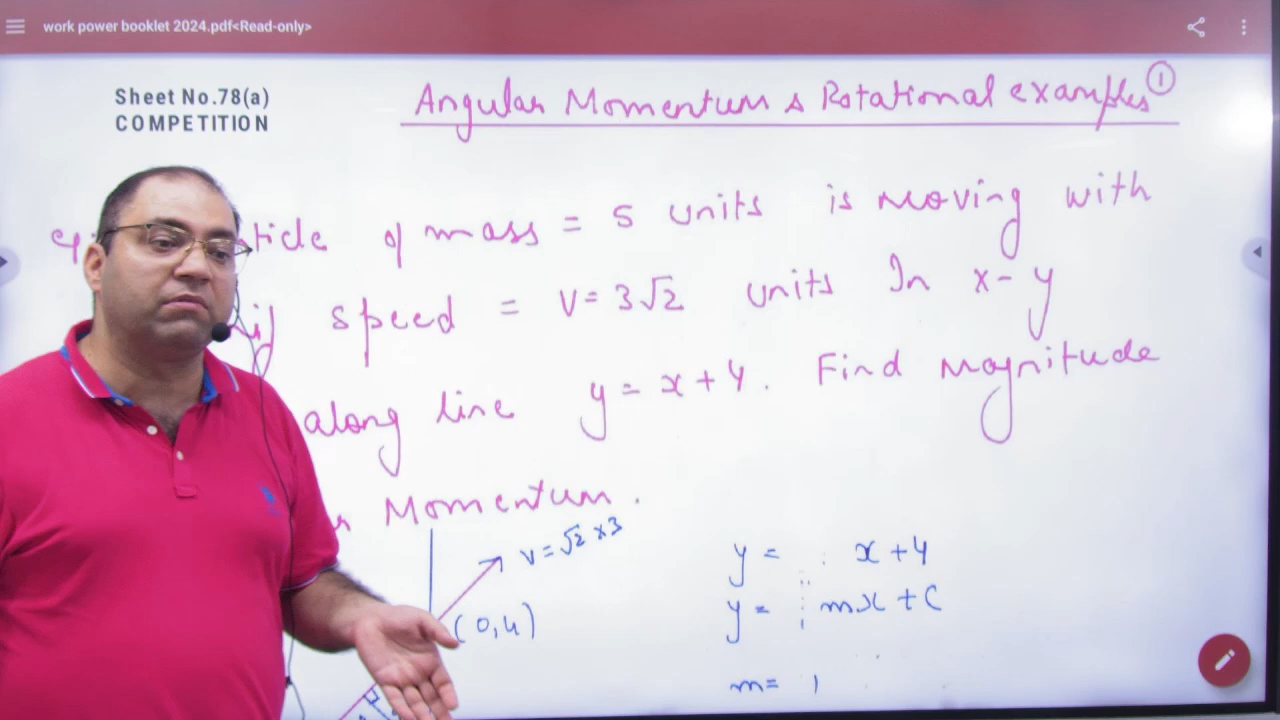 work power booklet 2024.pdf<Read-only>
Sheet No.78(a)
COMPETITION
Angular Momentum & Rotational examples ①
of mass = 5 units is moving with
speed = v = 3√2 units In x-y
along line y = x + 4. Find Magnitude
Momentum.
v = √2 × 3
(0,4)
y = x + 4
y = mx + C
m = 1